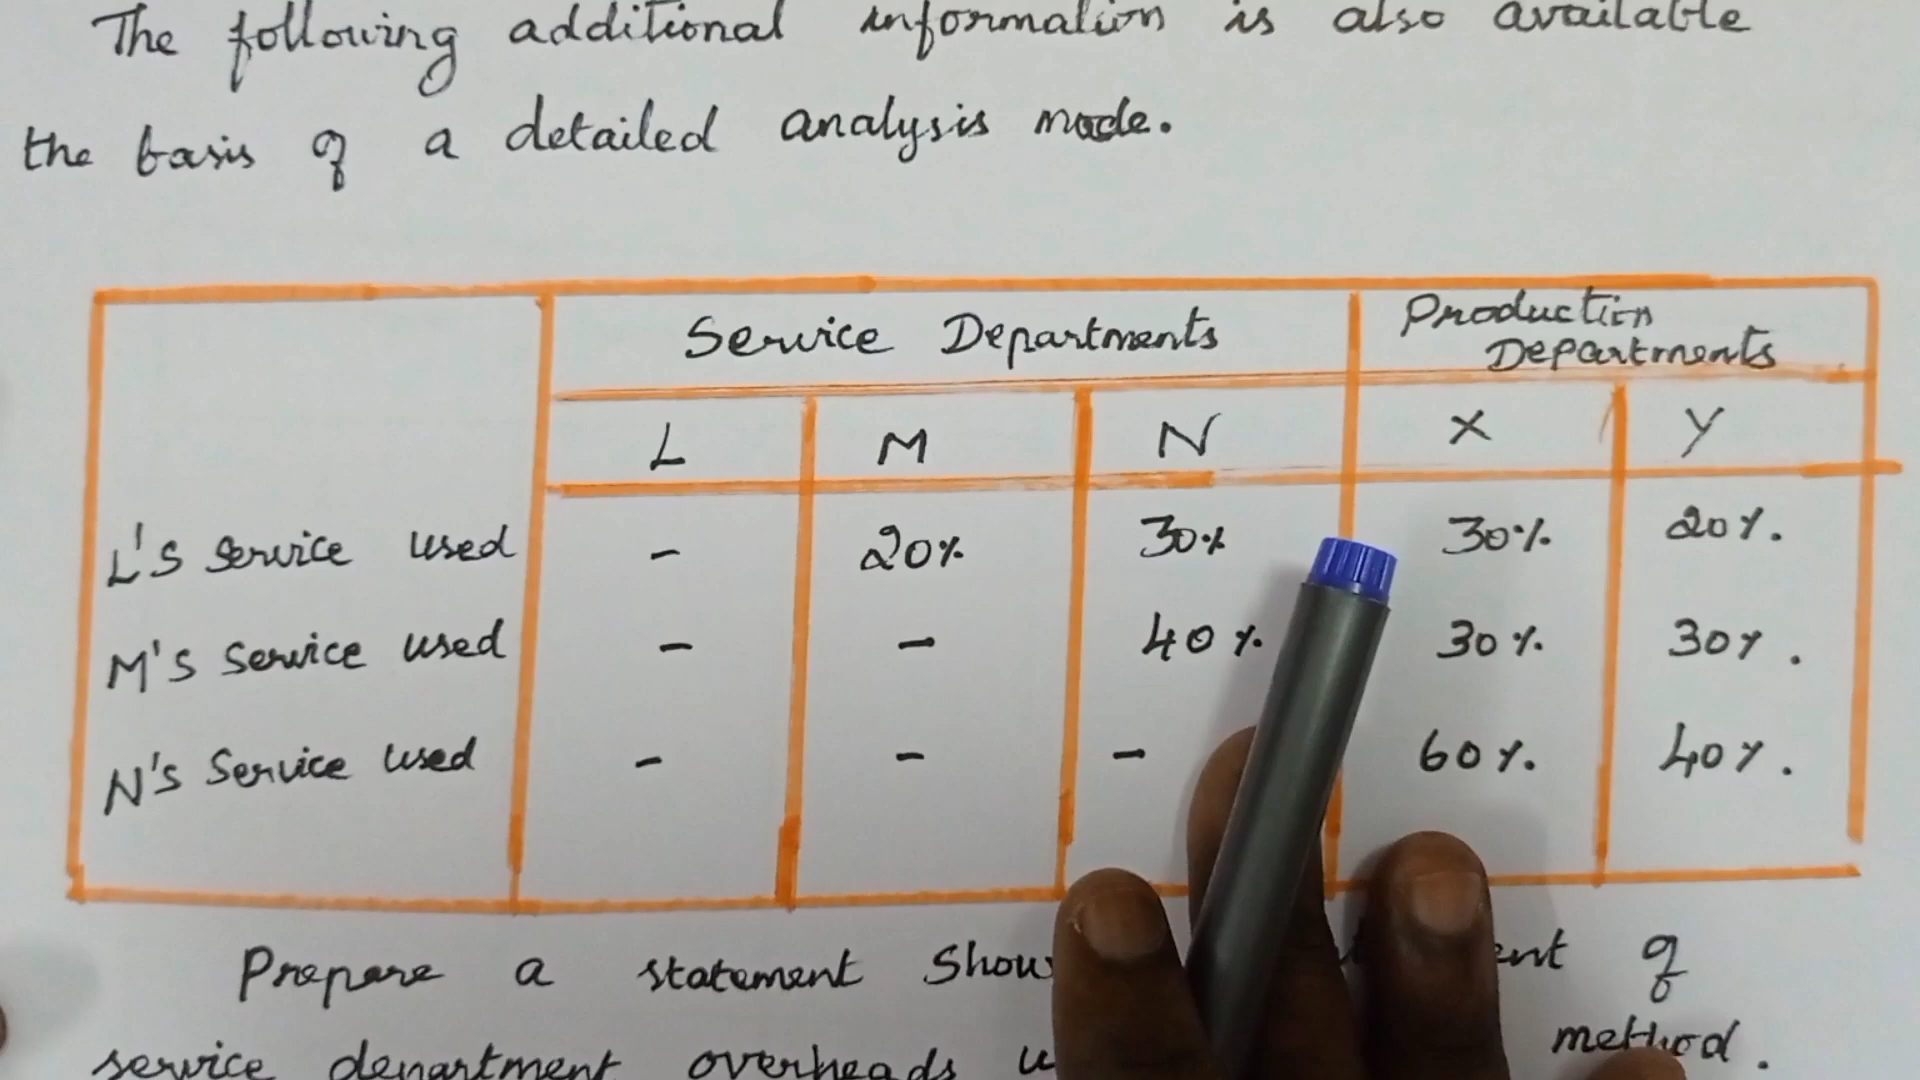 The following additional information is also available
the basis of a detailed analysis made.
Service Departments Production
Departments
L M N X Y
L's service used - 20% 30% 30% 20%.
M's service used - - 40% 30% 30%.
N's service used - - - 60%. 40%.
Prepare a statement of
service department overheads method.